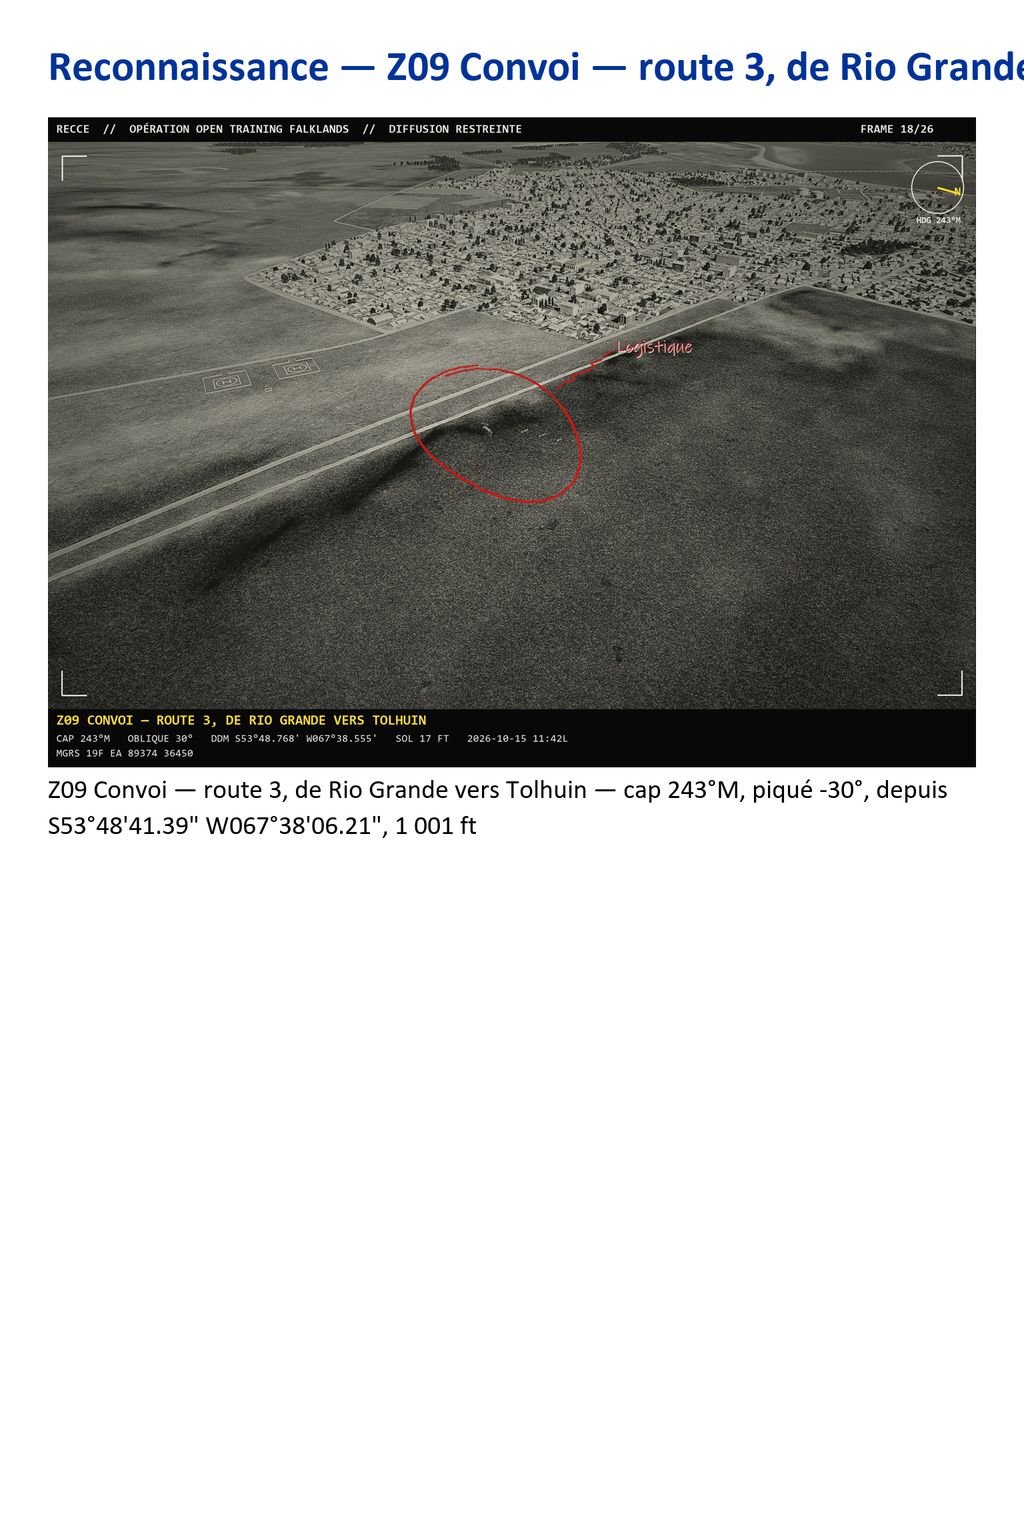 Reconnaissance — Z09 Convoi — route 3, de Rio Grande
RECCE // OPÉRATION OPEN TRAINING FALKLANDS // DIFFUSION RESTREINTE
FRAME 18/26
N
HDG 243°M
Logistique
Z09 CONVOI — ROUTE 3, DE RIO GRANDE VERS TOLHUIN
CAP 243°M OBLIQUE 30° DDM S53°48.768' W067°38.555' SOL 17 FT 2026-10-15 11:42L
MGRS 19F EA 89374 36450
Z09 Convoi — route 3, de Rio Grande vers Tolhuin — cap 243°M, piqué -30°, depuis
S53°48'41.39" W067°38'06.21", 1 001 ft